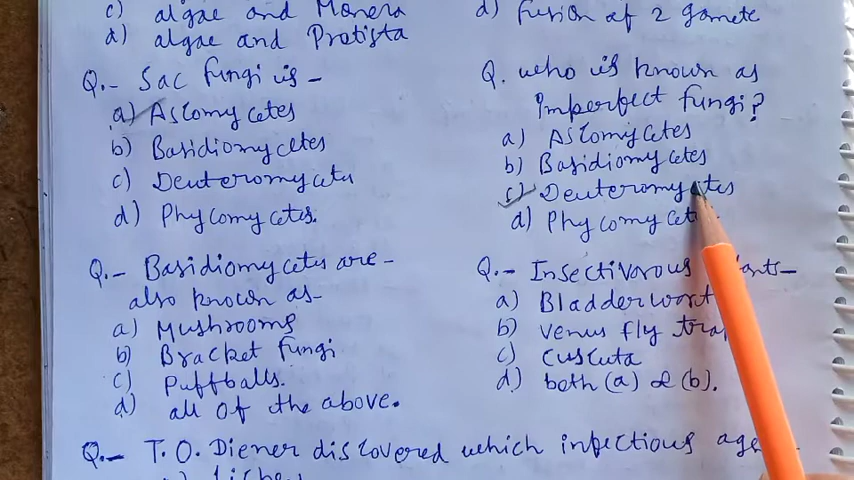 c) algae and Monera
d) algae and Protista
Q.- Sac fungi is -
a) Ascomycetes
b) Basidiomycetes
c) Deuteromycetes
d) Phycomycetes.
Q.- Basidiomycetes are -
also known as-
a) Mushrooms
b) Bracket fungi
c) Puffballs.
d) all of the above.
d) fusion of 2 gamete
Q. who is known as
Imperfect fungi?
a) Ascomycetes
b) Basidiomycetes
c) Deuteromycetes
d) Phycomycet
Q.- Insectivorous
a) Bladderwort
b) Venus fly trap
c) Cuscuta
d) both (a) & (b).
Q.- T.O. Diener discovered which infectious